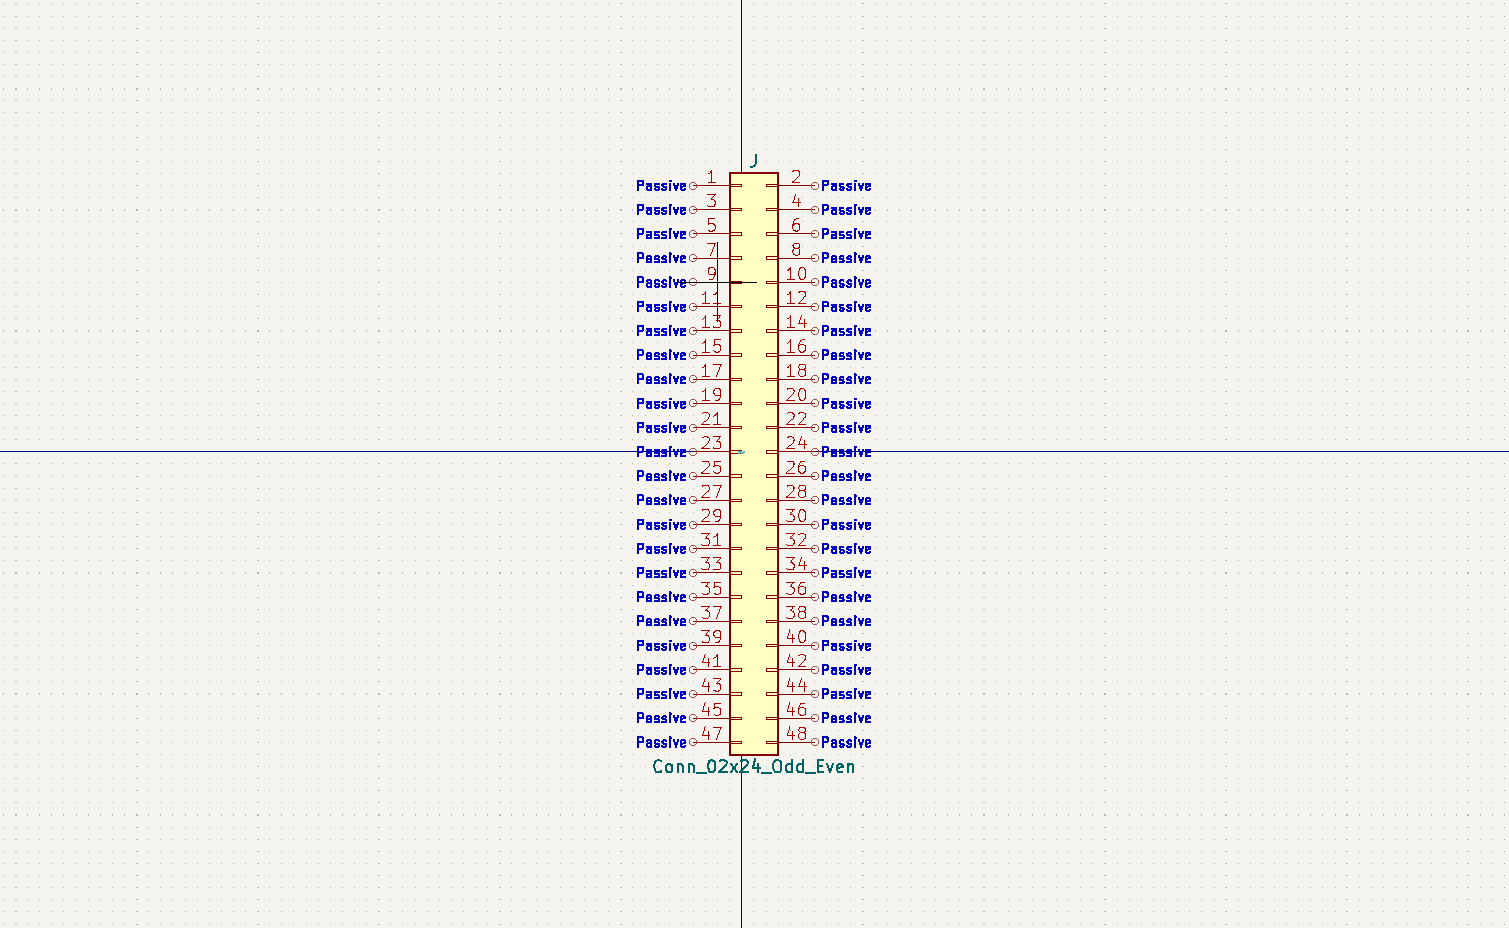 J
Passive 1 2 Passive
Passive 3 4 Passive
Passive 5 6 Passive
Passive 7 8 Passive
Passive 9 10 Passive
Passive 11 12 Passive
Passive 13 14 Passive
Passive 15 16 Passive
Passive 17 18 Passive
Passive 19 20 Passive
Passive 21 22 Passive
Passive 23 24 Passive
Passive 25 26 Passive
Passive 27 28 Passive
Passive 29 30 Passive
Passive 31 32 Passive
Passive 33 34 Passive
Passive 35 36 Passive
Passive 37 38 Passive
Passive 39 40 Passive
Passive 41 42 Passive
Passive 43 44 Passive
Passive 45 46 Passive
Passive 47 48 Passive
Conn_02x24_Odd_Even